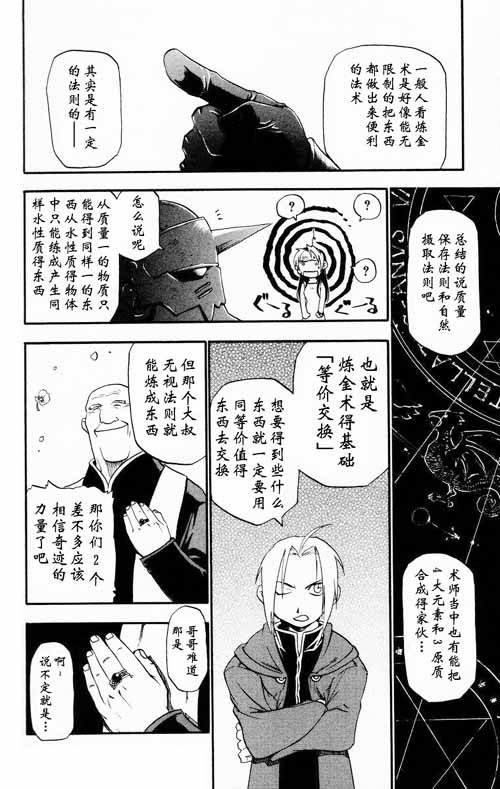 一般人看炼金
术是好像能无
限制的把东西
都做出来便利
的法术
其实是有一定
的法则的——
总结的说质量
保存法则和自然
摄取法则吧
？
？
？
？
ぐーる
ぐーる
怎么说呢
从质量一的物质只
能得到同样一的东
西从水性质得物体
中只能练成产生同
样水性质得东西
术师当中也有能把
4大元素和3原质
合成得家伙…
也就是
炼金术得基础
「等价交换」
想要得到些什么
东西就一定要用
同等价值得
东西去交换
但那个大叔
无视法则就
能炼成东西
那你们2个
差不多应该
相信奇迹的
力量了吧
哥哥难道
那是
啊，
说不定就是…